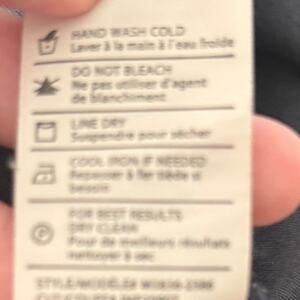 HAND WASH COLD
Laver à la main à l'eau froide
DO NOT BLEACH
Ne pas utiliser d'agent
de blanchiment
LINE DRY
Suspendre pour sécher
COOL IRON IF NEEDED
Repasser à fer tiède si
besoin
FOR BEST RESULTS
DRY CLEAN
Pour de meilleurs résultats
nettoyer à sec
STYLE/MODÈLE#